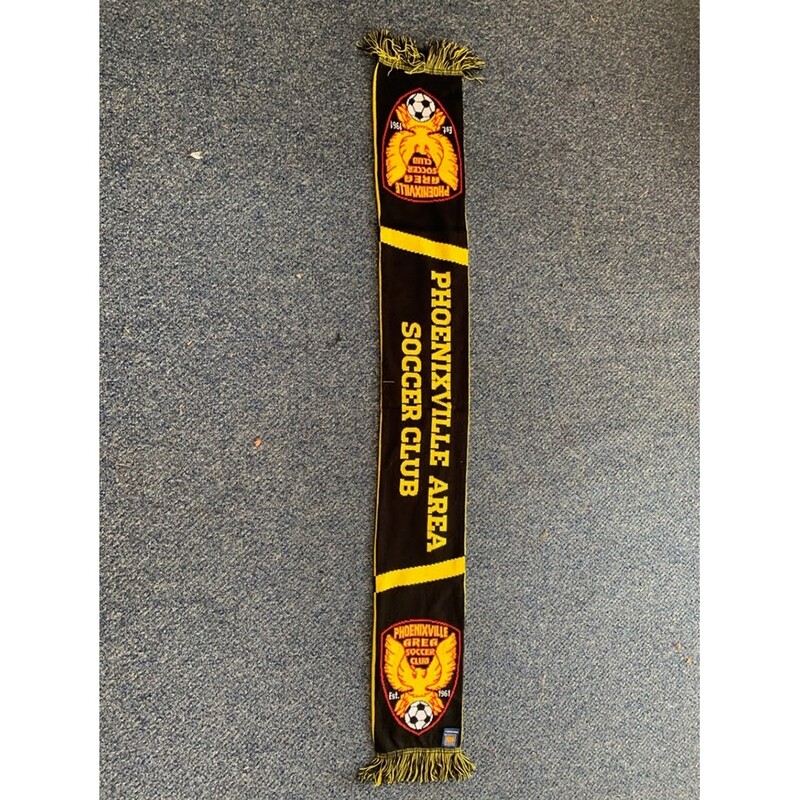 PHOENIXVILLE
AREA
SOCCER
CLUB
Est. 1961
PHOENIXVILLE AREA
SOCCER CLUB
PHOENIXVILLE
AREA
SOCCER
CLUB
Est. 1961